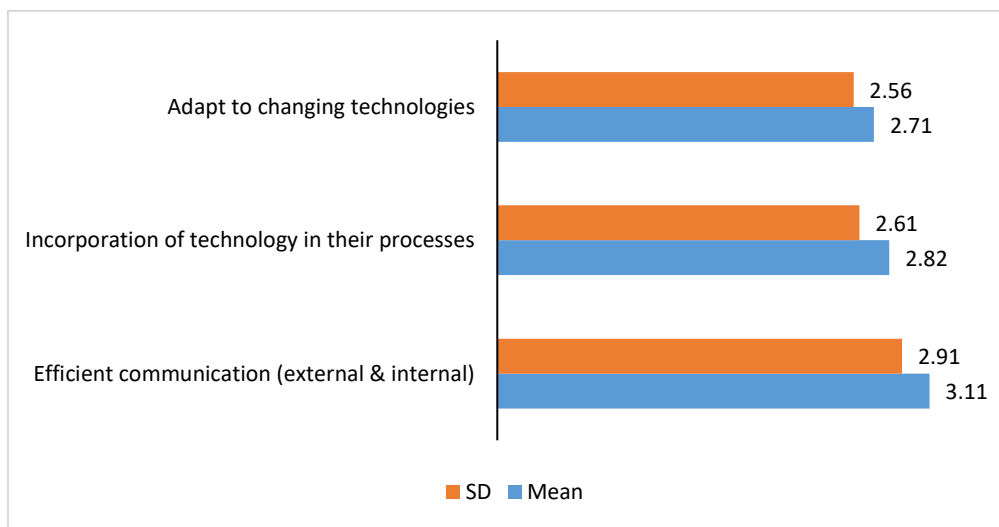 Adapt to changing technologies
2.56
2.71
Incorporation of technology in their processes
2.61
2.82
Efficient communication (external & internal)
2.91
3.11
SD Mean